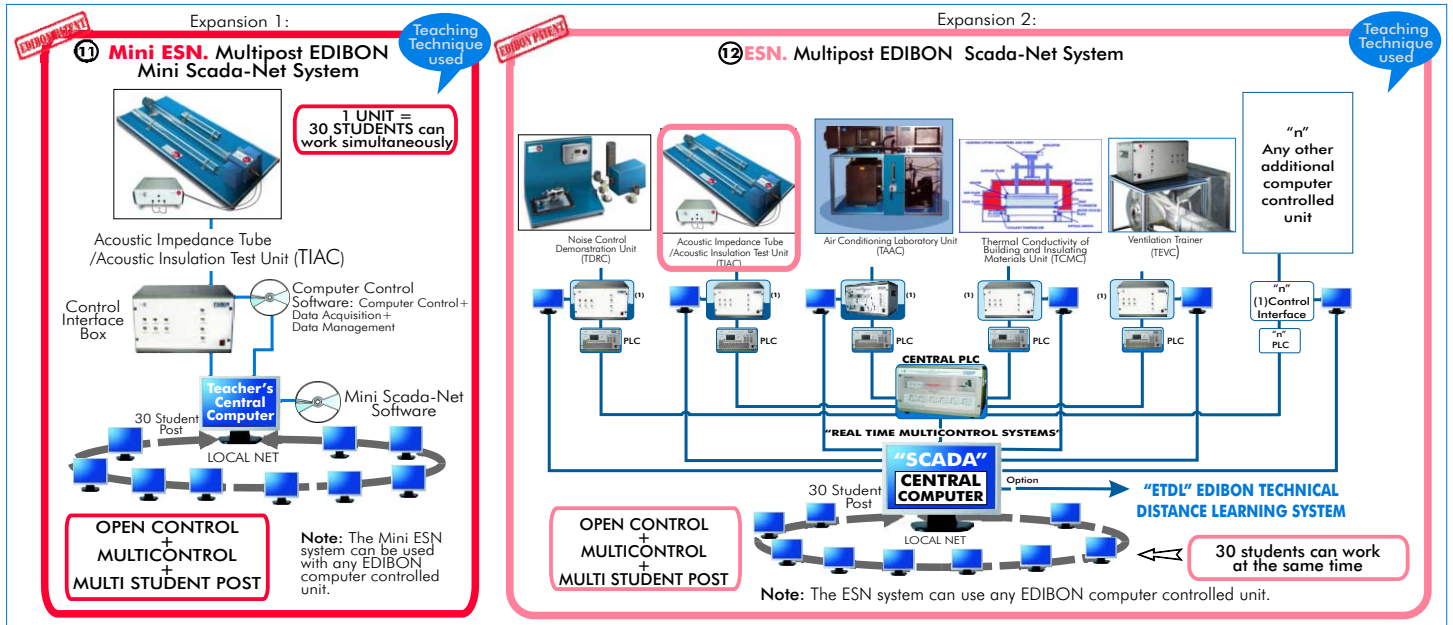 Expansion 1:
EDIBON PATENT
Teaching
Technique
used
11 Mini ESN. Multipost EDIBON
Mini Scada-Net System
1 UNIT =
30 STUDENTS can
work simultaneously
Acoustic Impedance Tube
/Acoustic Insulation Test Unit (TIAC)
Control
Interface
Box
Computer Control
Software: Computer Control+
Data Acquisition+
Data Management
Teacher's
Central
Computer
Mini Scada-Net
Software
30 Student
Post
LOCAL NET
OPEN CONTROL
+
MULTICONTROL
+
MULTI STUDENT POST
Note: The Mini ESN
system can be used
with any EDIBON
computer controlled
unit.
Expansion 2:
EDIBON PATENT
Teaching
Technique
used
12 ESN. Multipost EDIBON Scada-Net System
Noise Control
Demonstration Unit
(TDRC)
Acoustic Impedance Tube
/Acoustic Insulation Test Unit
(TIAC)
Air Conditioning Laboratory Unit
(TAAC)
Thermal Conductivity of
Building and Insulating
Materials Unit (TCMC)
Ventilation Trainer
(TEVC)
"n"
Any other
additional
computer
controlled
unit
(1)
(1)
(1)
(1)
(1)
"n"
(1)Control
Interface
PLC
PLC
PLC
PLC
PLC
"n"
PLC
CENTRAL PLC
"REAL TIME MULTICONTROL SYSTEMS"
"SCADA"
CENTRAL
COMPUTER
Option
"ETDL" EDIBON TECHNICAL
DISTANCE LEARNING SYSTEM
30 Student
Post
LOCAL NET
OPEN CONTROL
+
MULTICONTROL
+
MULTI STUDENT POST
30 students can work
at the same time
Note: The ESN system can use any EDIBON computer controlled unit.